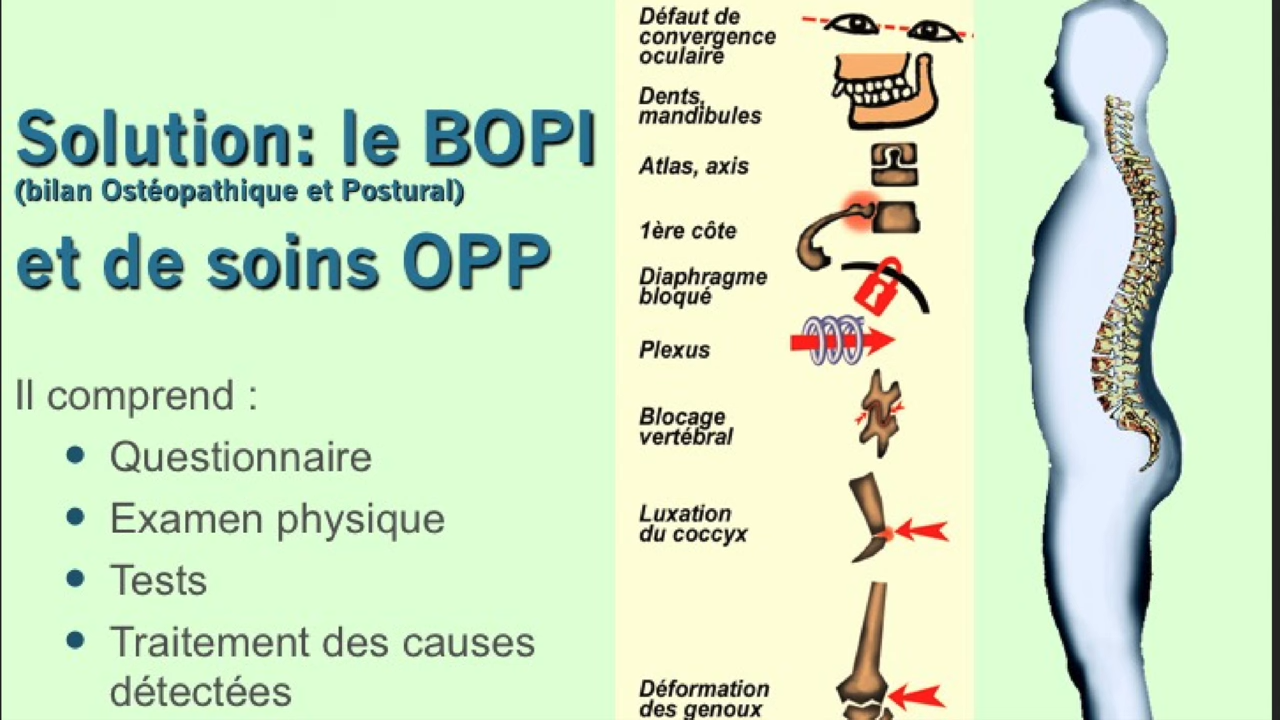 Solution: le BOPI
(bilan Ostéopathique et Postural)
et de soins OPP
Il comprend :
Questionnaire
Examen physique
Tests
Traitement des causes
détectées
Défaut de
convergence
oculaire
Dents,
mandibules
Atlas, axis
1ère côte
Diaphragme
bloqué
Plexus
Blocage
vertébral
Luxation
du coccyx
Déformation
des genoux